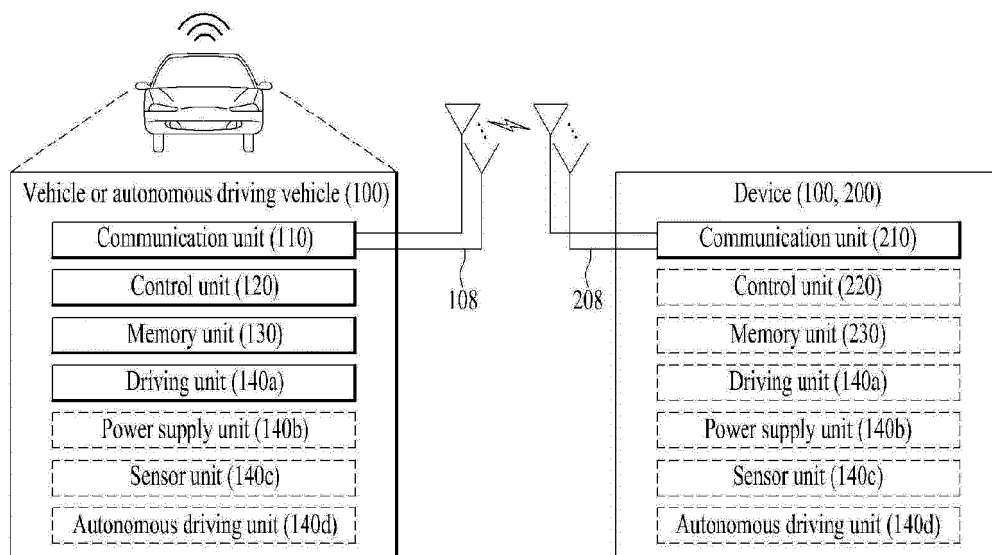 Vehicle or autonomous driving vehicle (100)
Communication unit (110)
Control unit (120)
Memory unit (130)
Driving unit (140a)
Power supply unit (140b)
Sensor unit (140c)
Autonomous driving unit (140d)
108
208
Device (100, 200)
Communication unit (210)
Control unit (220)
Memory unit (230)
Driving unit (140a)
Power supply unit (140b)
Sensor unit (140c)
Autonomous driving unit (140d)